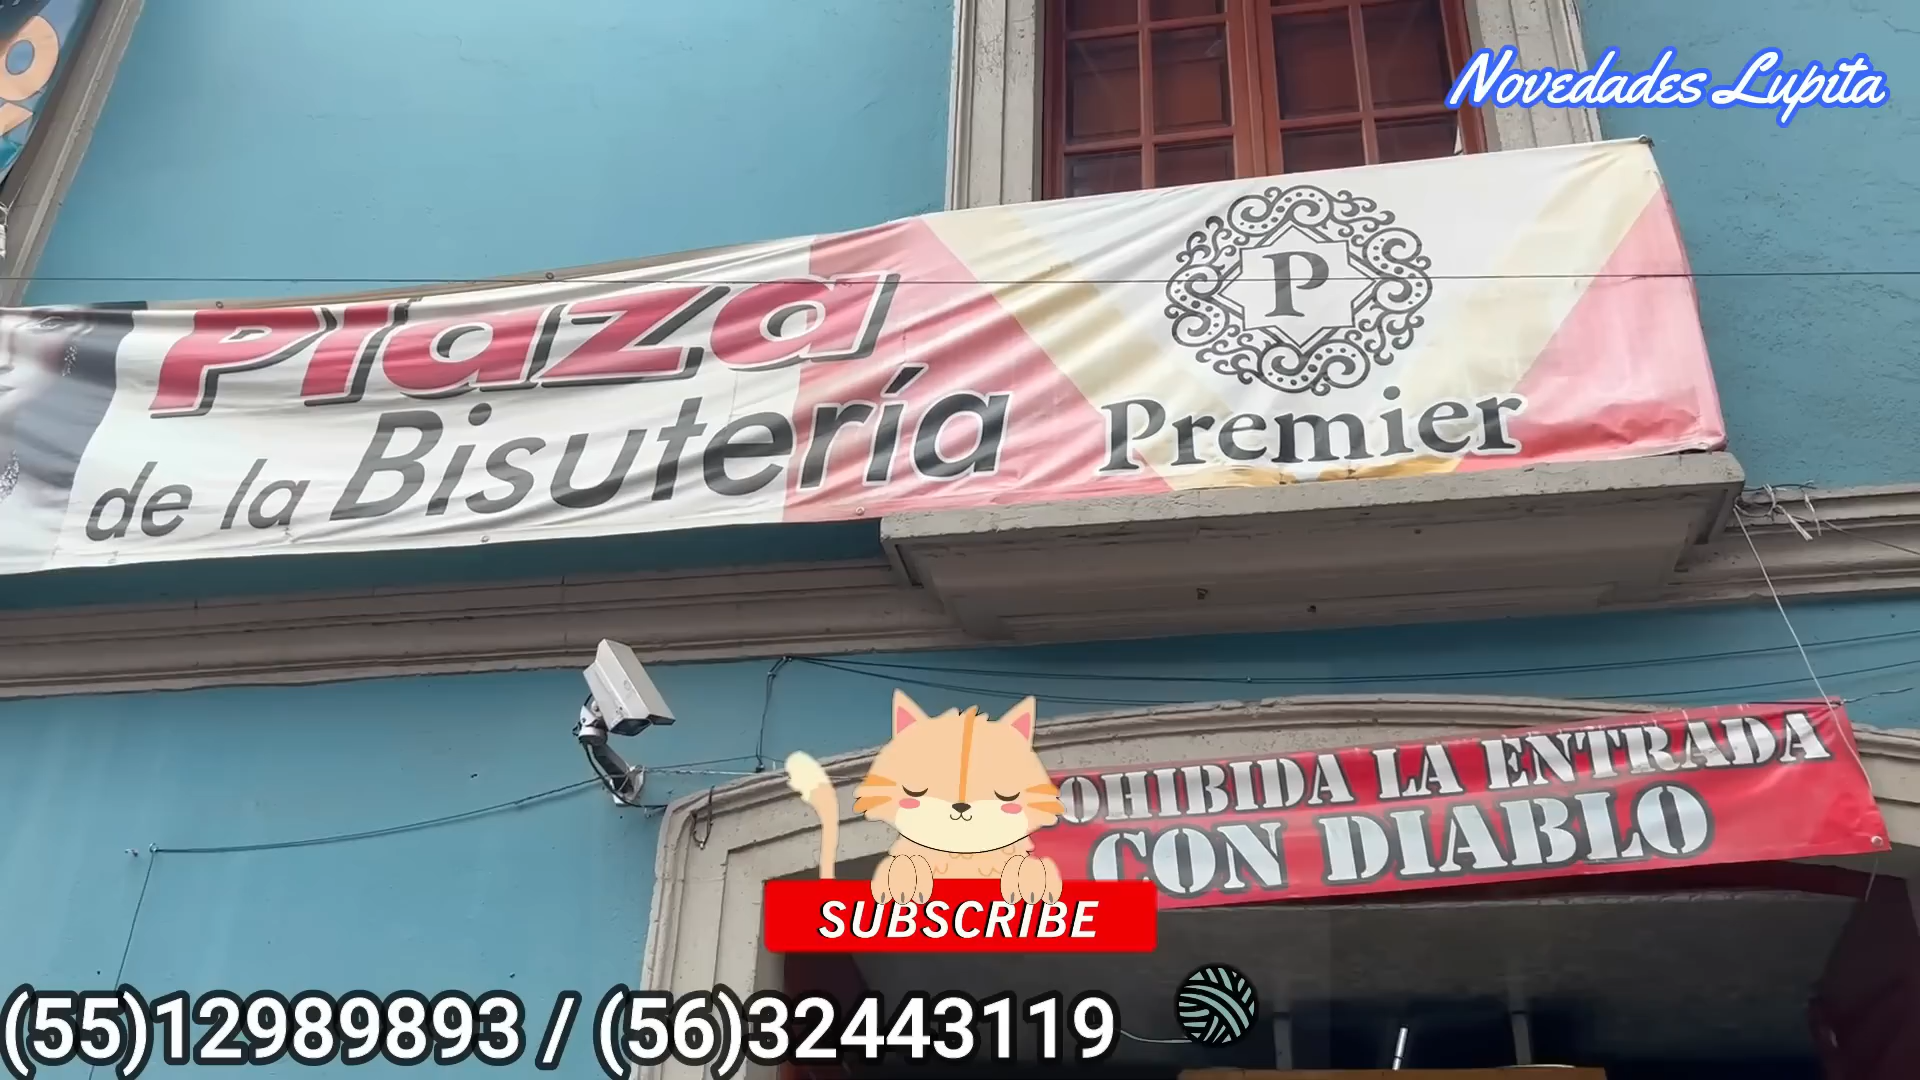 Novedades Lupita
P
Plaza
de la Bisutería
Premier
OHIBIDA LA ENTRADA
CON DIABLO
SUBSCRIBE
(55)12989893 / (56)32443119